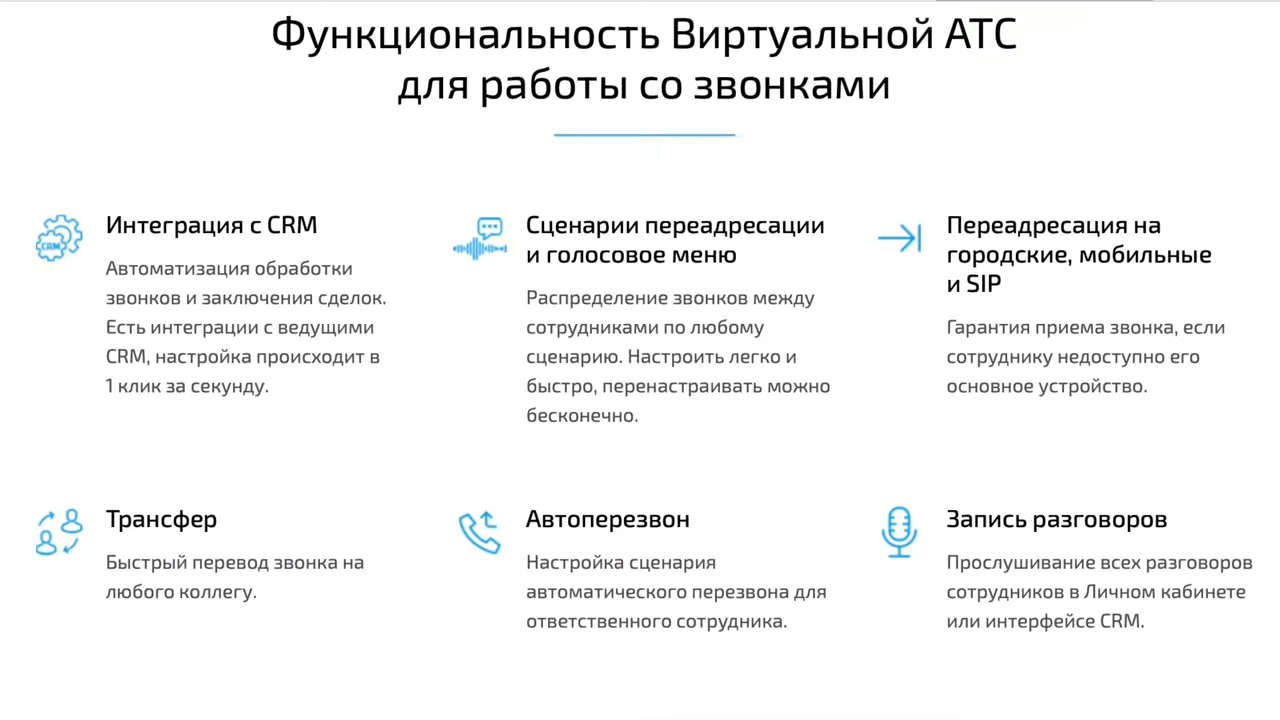 Функциональность Виртуальной АТС
для работы со звонками
Интеграция с CRM
Автоматизация обработки
звонков и заключения сделок.
Есть интеграции с ведущими
CRM, настройка происходит в
1 клик за секунду.
Сценарии переадресации
и голосовое меню
Распределение звонков между
сотрудниками по любому
сценарию. Настроить легко и
быстро, перенастраивать можно
бесконечно.
Переадресация на
городские, мобильные
и SIP
Гарантия приема звонка, если
сотруднику недоступно его
основное устройство.
Трансфер
Быстрый перевод звонка на
любого коллегу.
Автоперезвон
Настройка сценария
автоматического перезвона для
ответственного сотрудника.
Запись разговоров
Прослушивание всех разговоров
сотрудников в Личном кабинете
или интерфейсе CRM.
CRM